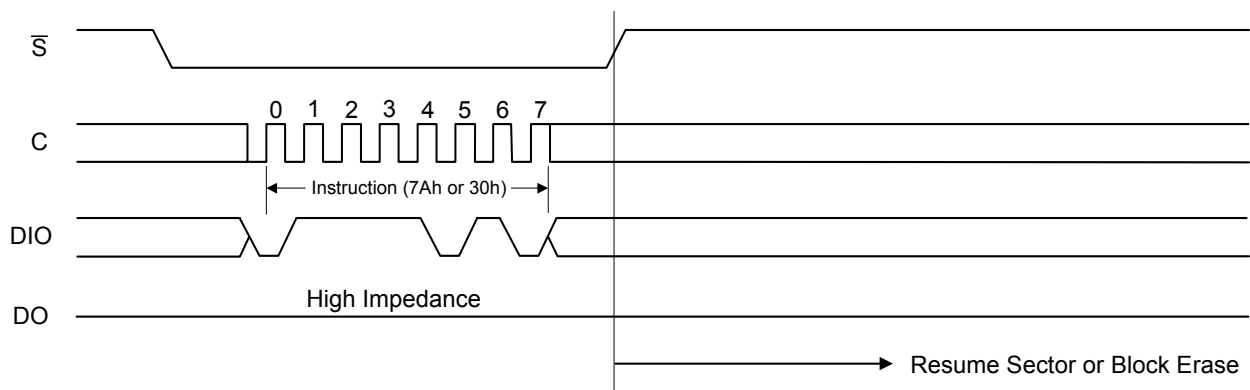 S̅
0 1 2 3 4 5 6 7
C
Instruction (7Ah or 30h)
DIO
High Impedance
DO
Resume Sector or Block Erase